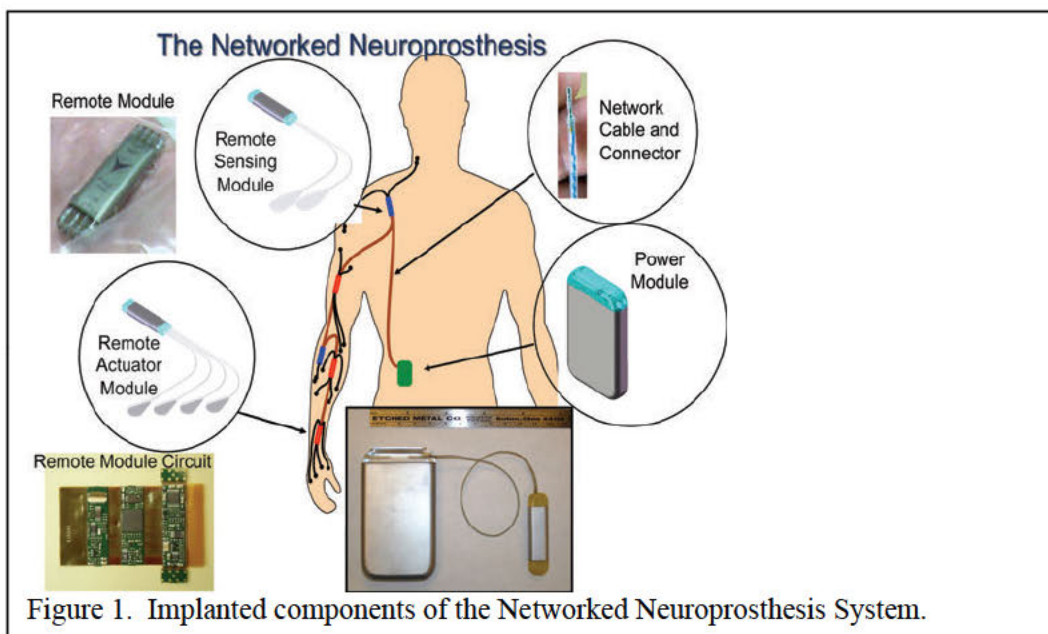 The Networked Neuroprosthesis
Remote Module
Remote
Sensing
Module
Network
Cable and
Connector
Power
Module
Remote
Actuator
Module
Remote Module Circuit
ETCHED METAL CO.
Figure 1. Implanted components of the Networked Neuroprosthesis System.